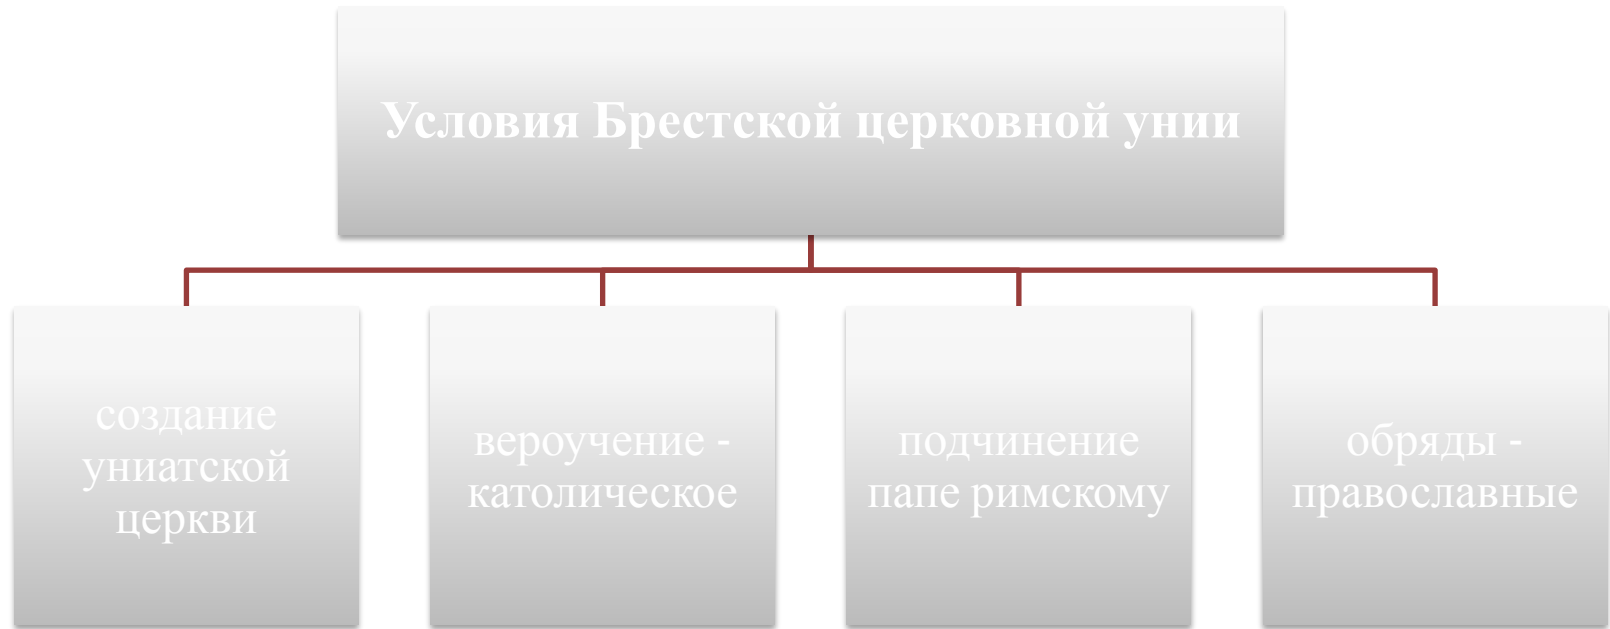 Условия Брестской церковной унии
создание
униатской
церкви
вероучение -
католическое
подчинение
папе римскому
обряды -
православные